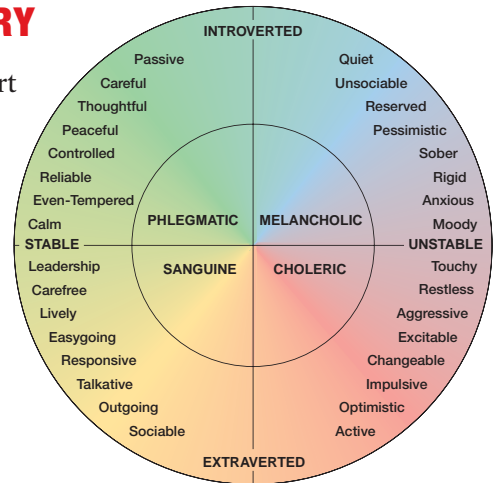 RY
rt
INTROVERTED
Passive
Careful
Thoughtful
Peaceful
Controlled
Reliable
Even-Tempered
Calm
Quiet
Unsociable
Reserved
Pessimistic
Sober
Rigid
Anxious
Moody
PHLEGMATIC
MELANCHOLIC
STABLE
UNSTABLE
SANGUINE
CHOLERIC
Leadership
Carefree
Lively
Easygoing
Responsive
Talkative
Outgoing
Sociable
Touchy
Restless
Aggressive
Excitable
Changeable
Impulsive
Optimistic
Active
EXTRAVERTED